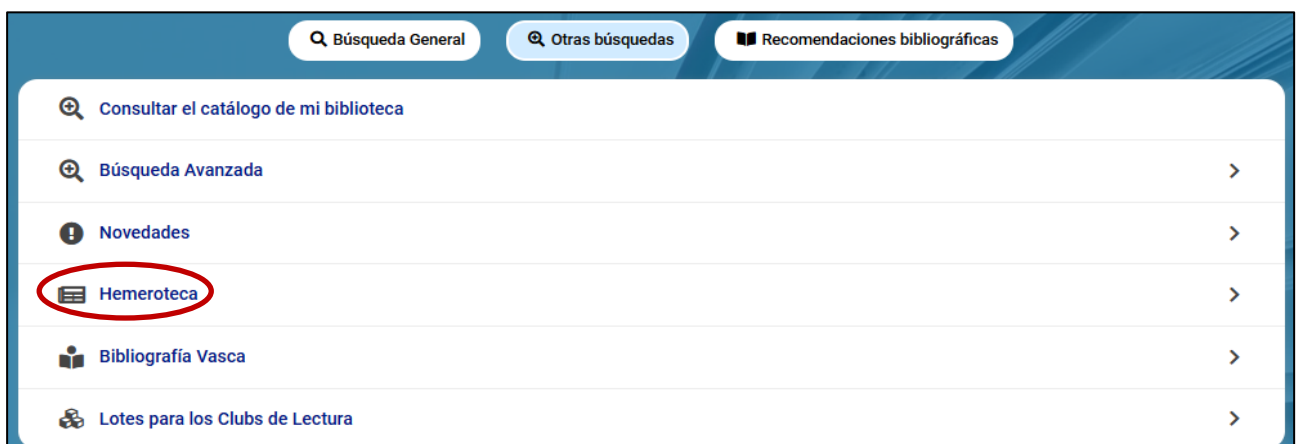 Búsqueda General
Otras búsquedas
Recomendaciones bibliográficas
Consultar el catálogo de mi biblioteca
Búsqueda Avanzada
Novedades
Hemeroteca
Bibliografía Vasca
Lotes para los Clubs de Lectura